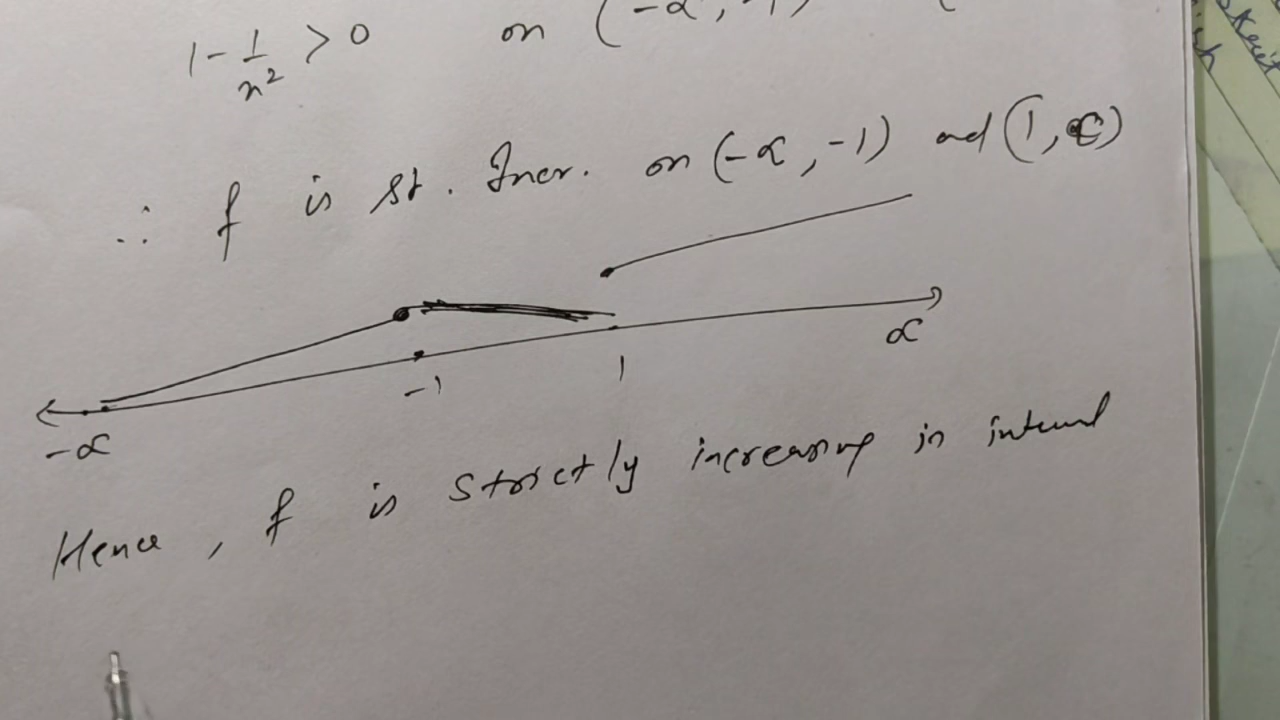 1 - 1/x² > 0 on (-∞, -1) (
∴ f is st. Incr. on (-∞, -1) and (1, ∞)
-∞ -1 1 ∞
Hence, f is strictly increasing in interval